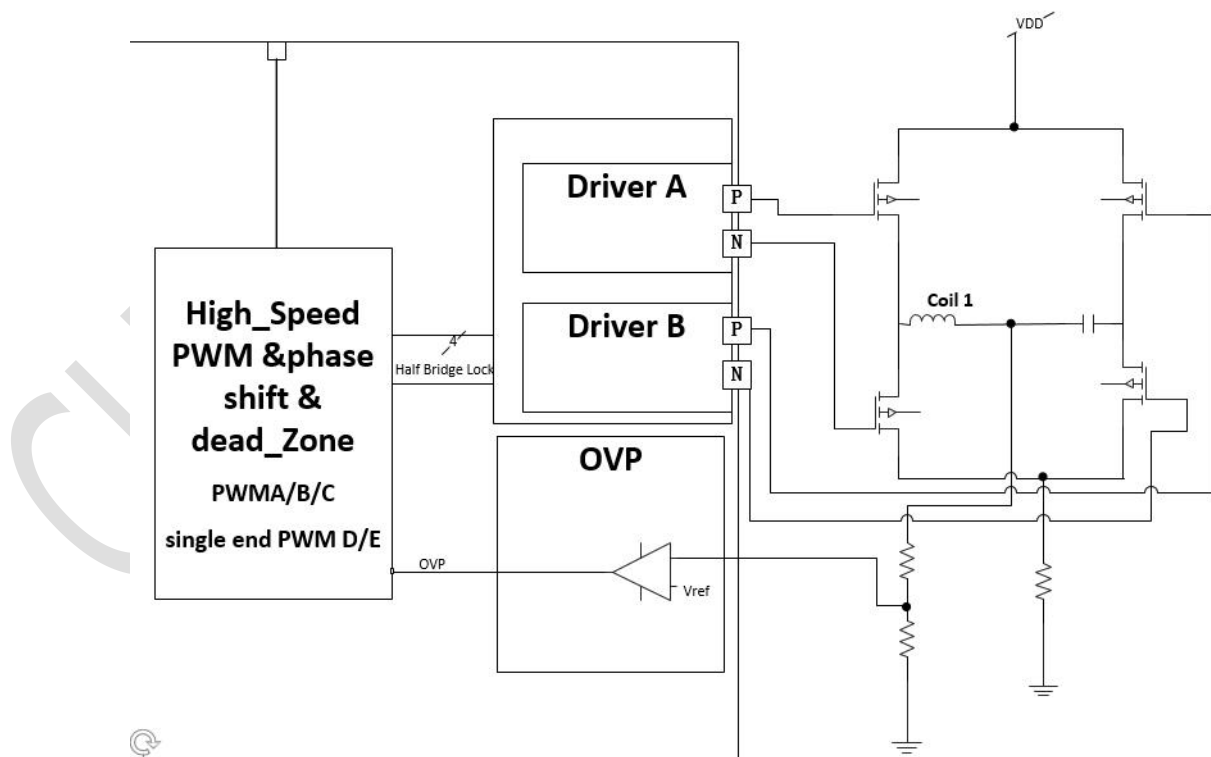 VDD
Driver A
P
N
Driver B
P
N
High_Speed
PWM &phase
shift &
dead_Zone
PWMA/B/C
single end PWM D/E
4
Half Bridge Lock
Coil 1
OVP
OVP
Vref